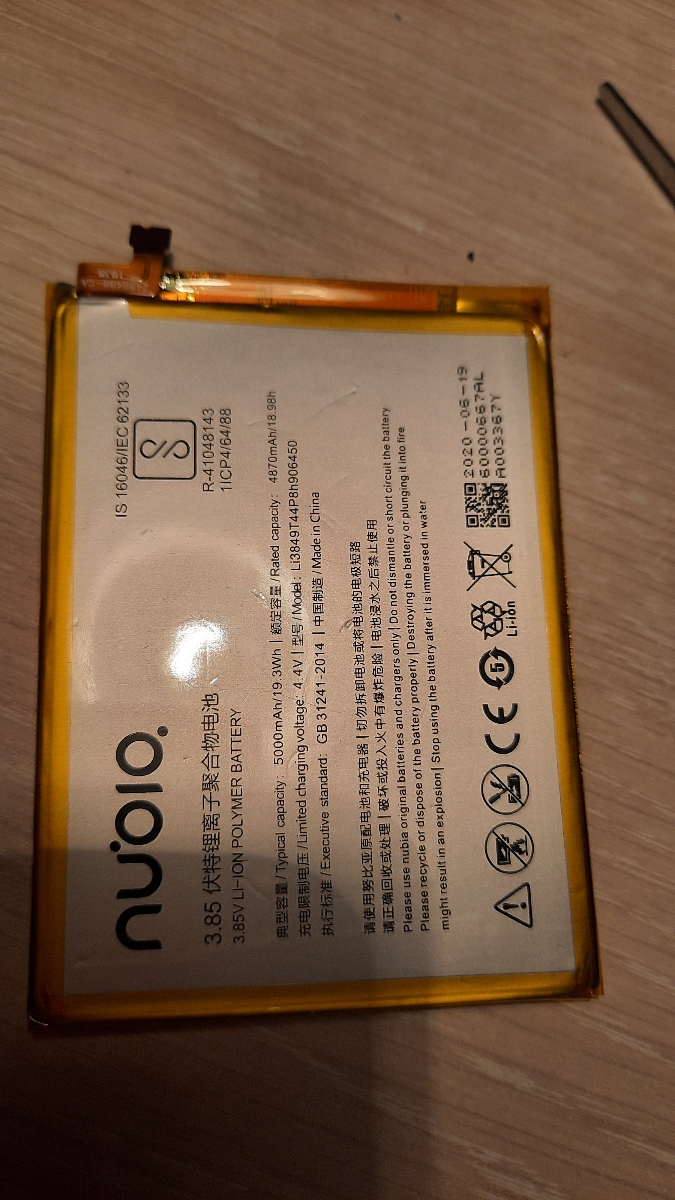 nubia
IS 16046/IEC 62133
R-41048143
1ICP4/64/88
3.85 伏特锂离子聚合物电池
3.85V LI-ION POLYMER BATTERY
典型容量 / Typical capacity: 5000mAh/19.3Wh | 额定容量 / Rated capacity: 4870mAh/18.98h
充电限制电压 / Limited charging voltage: 4.4V | 型号 / Model: Li3849T44P8h906450
执行标准 / Executive standard: GB 31241-2014 | 中国制造 / Made in China
请使用努比亚原配电池和充电器 | 切勿拆卸电池或将电池的电极短路
请正确回收或处理 | 破坏或投入火中有爆炸危险 | 电池浸水之后禁止使用
Please use nubia original batteries and chargers only | Do not dismantle or short circuit the battery
Please recycle or dispose of the battery properly | Destroying the battery or plunging it into fire
might result in an explosion | Stop using the battery after it is immersed in water
CE
5
Li-ion
2020-06-19
60000667AL
A003367Y